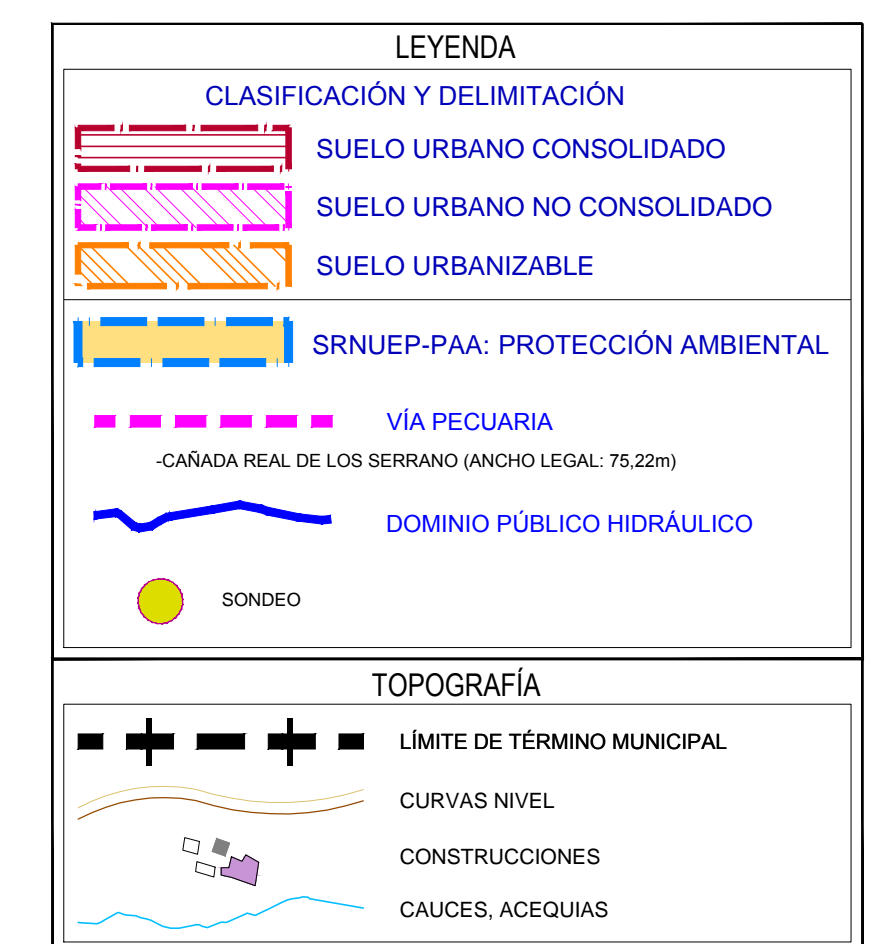 LEYENDA
CLASIFICACIÓN Y DELIMITACIÓN
SUELO URBANO CONSOLIDADO
SUELO URBANO NO CONSOLIDADO
SUELO URBANIZABLE
SRNUEP-PAA: PROTECCIÓN AMBIENTAL
VÍA PECUARIA
-CAÑADA REAL DE LOS SERRANO (ANCHO LEGAL: 75,22m)
DOMINIO PÚBLICO HIDRÁULICO
SONDEO
TOPOGRAFÍA
LÍMITE DE TÉRMINO MUNICIPAL
CURVAS NIVEL
CONSTRUCCIONES
CAUCES, ACEQUIAS